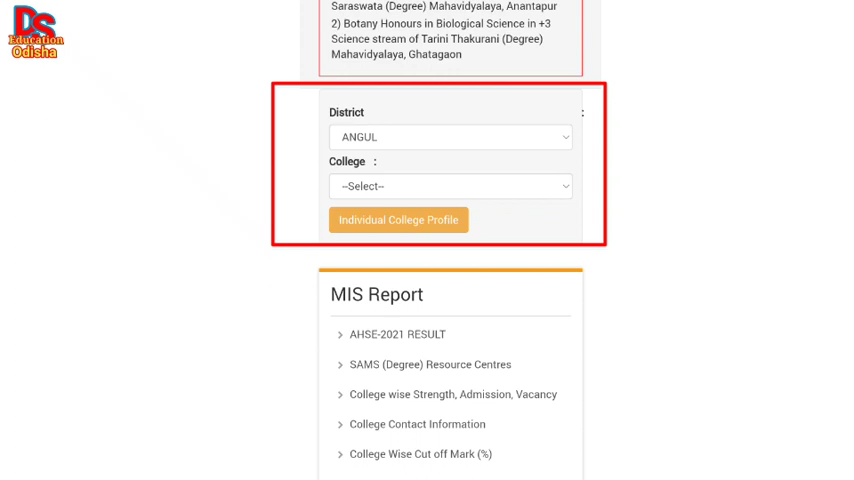 DS
Education
Odisha
Saraswata (Degree) Mahavidyalaya, Anantapur
2) Botany Honours in Biological Science in +3
Science stream of Tarini Thakurani (Degree)
Mahavidyalaya, Ghatagaon
District :
ANGUL
College :
--Select--
Individual College Profile
MIS Report
AHSE-2021 RESULT
SAMS (Degree) Resource Centres
College wise Strength, Admission, Vacancy
College Contact Information
College Wise Cut off Mark (%)